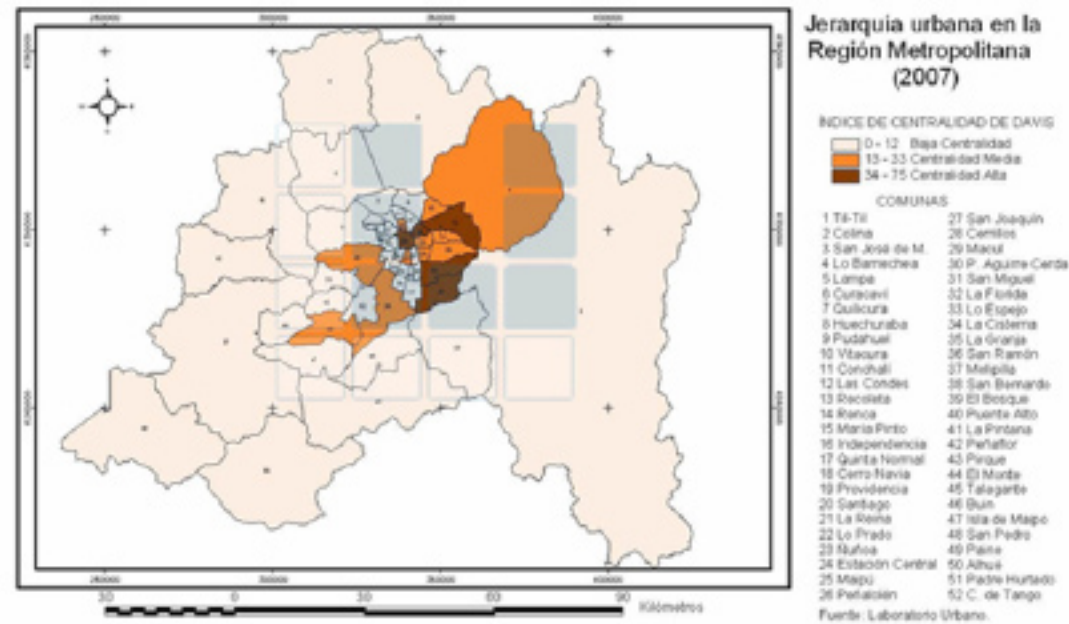 Jerarquia urbana en la
Región Metropolitana
(2007)
ÍNDICE DE CENTRALIDAD DE DAVIS
0 - 12 Baja Centralidad
13 - 33 Centralidad Media
34 - 75 Centralidad Alta
COMUNAS
1 Til-Til
2 Colina
3 San José de M.
4 Lo Barnechea
5 Lampa
6 Curacaví
7 Quilicura
8 Huechuraba
9 Pudahuel
10 Vitacura
11 Conchalí
12 Las Condes
13 Recoleta
14 Renca
15 María Pinto
16 Independencia
17 Quinta Normal
18 Cerro Navia
19 Providencia
20 Santiago
21 La Reina
22 Lo Prado
23 Ñuñoa
24 Estación Central
25 Maipú
26 Peñalolén
27 San Joaquín
28 Cerrillos
29 Macul
30 P. Aguirre Cerda
31 San Miguel
32 La Florida
33 Lo Espejo
34 La Cisterna
35 La Granja
36 San Ramón
37 Melipilla
38 San Bernardo
39 El Bosque
40 Puente Alto
41 La Pintana
42 Peñaflor
43 Pirque
44 El Monte
45 Talagante
46 Buin
47 Isla de Maipo
48 San Pedro
49 Paine
50 Alhue
51 Padre Hurtado
52 C. de Tango
Fuente: Laboratorio Urbano.
30 0 30 60 90 Kilómetros